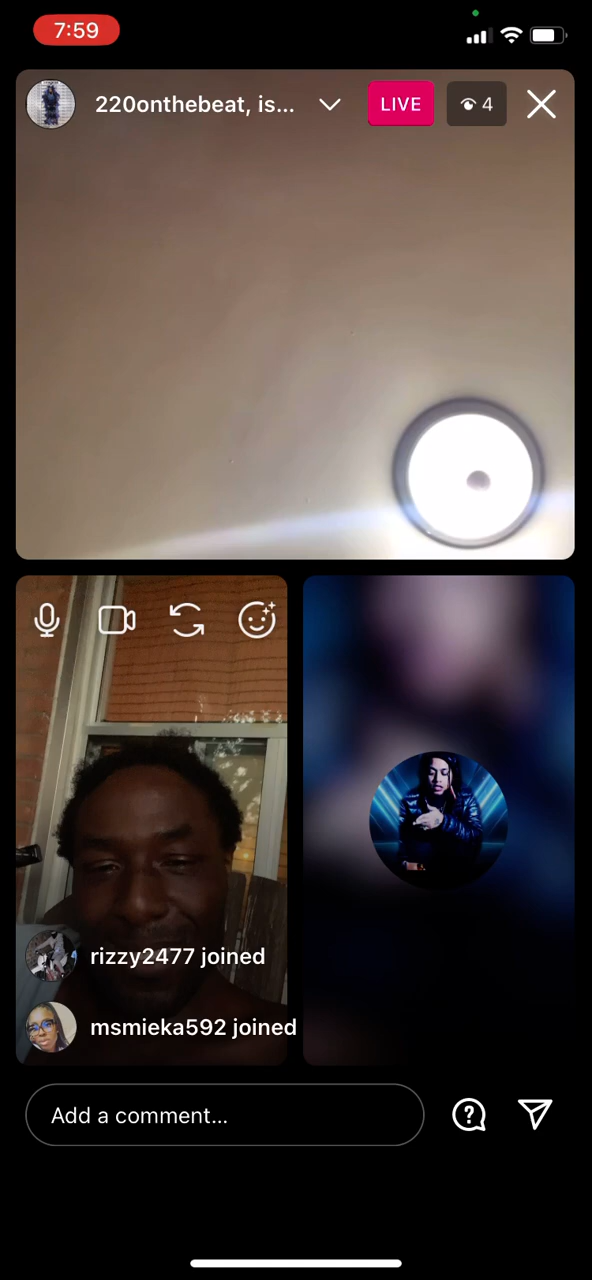 7:59
220onthebeat, is...
LIVE
4
rizzy2477 joined
msmieka592 joined
Add a comment...
?